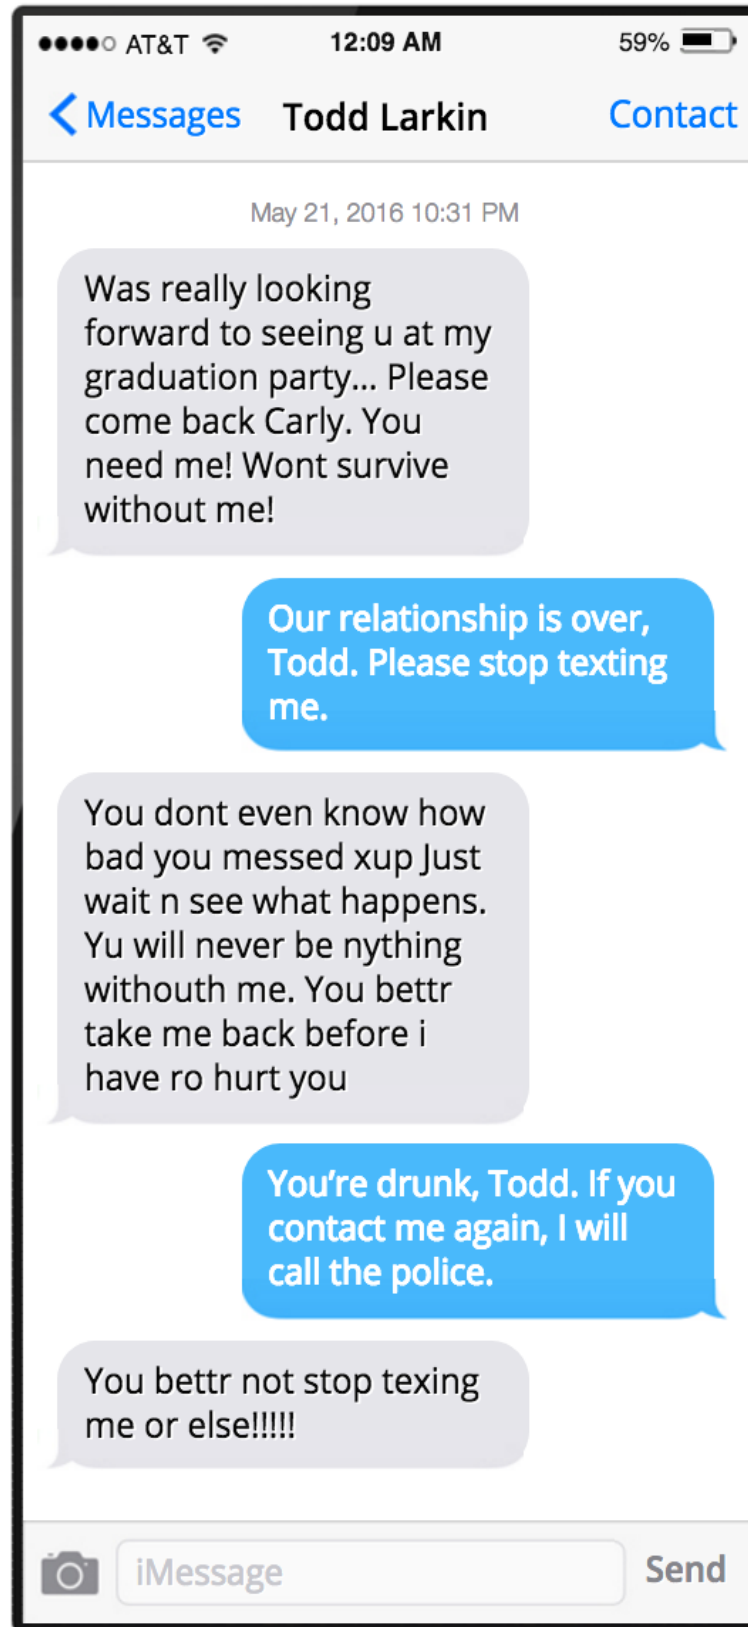 AT&T 12:09 AM 59%
Messages Todd Larkin Contact
May 21, 2016 10:31 PM
Was really looking
forward to seeing u at my
graduation party... Please
come back Carly. You
need me! Wont survive
without me!
Our relationship is over,
Todd. Please stop texting
me.
You dont even know how
bad you messed xup Just
wait n see what happens.
Yu will never be nything
withouth me. You bettr
take me back before i
have ro hurt you
You’re drunk, Todd. If you
contact me again, I will
call the police.
You bettr not stop texing
me or else!!!!!
iMessage Send